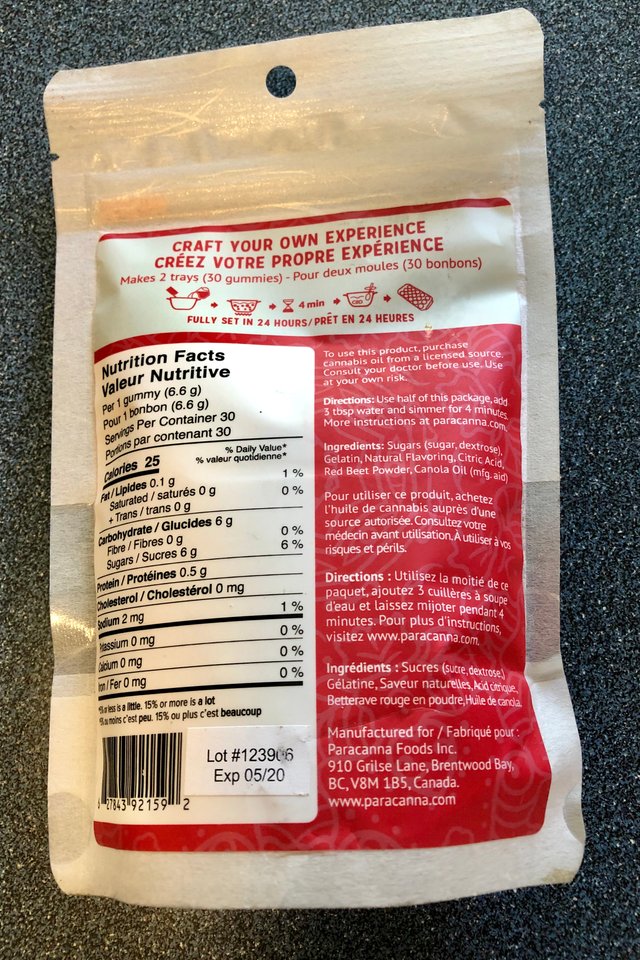 CRAFT YOUR OWN EXPERIENCE
CRÉEZ VOTRE PROPRE EXPÉRIENCE
Makes 2 trays (30 gummies) - Pour deux moules (30 bonbons)
4 min
CBD
FULLY SET IN 24 HOURS/PRÊT EN 24 HEURES
Nutrition Facts
Valeur Nutritive
Per 1 gummy (6.6 g)
Pour 1 bonbon (6.6 g)
Servings Per Container 30
Portions par contenant 30
% Daily Value*
% valeur quotidienne*
Calories 25
Fat / Lipides 0.1 g 1 %
Saturated / saturés 0 g 0 %
+ Trans / trans 0 g
Carbohydrate / Glucides 6 g
Fibre / Fibres 0 g 0 %
Sugars / Sucres 6 g 6 %
Protein / Protéines 0.5 g
Cholesterol / Cholestérol 0 mg
Sodium 2 mg 1 %
Potassium 0 mg 0 %
Calcium 0 mg 0 %
Iron / Fer 0 mg 0 %
or less is a little. 15% or more is a lot
ou moins c'est peu. 15% ou plus c'est beaucoup
27843 92159 2
Lot #123906
Exp 05/20
To use this product, purchase
cannabis oil from a licensed source.
Consult your doctor before use. Use
at your own risk.
Directions: Use half of this package, add
3 tbsp water and simmer for 4 minutes.
More instructions at paracanna.com.
Ingredients: Sugars (sugar, dextrose),
Gelatin, Natural Flavoring, Citric Acid,
Red Beet Powder, Canola Oil (mfg. aid)
Pour utiliser ce produit, achetez
l'huile de cannabis auprès d'une
source autorisée. Consultez votre
médecin avant utilisation. À utiliser à vos
risques et périls.
Directions : Utilisez la moitié de ce
paquet, ajoutez 3 cuillères à soupe
d'eau et laissez mijoter pendant 4
minutes. Pour plus d'instructions,
visitez www.paracanna.com.
Ingrédients : Sucres (sucre, dextrose),
Gélatine, Saveur naturelles, Acid citrique,
Betterave rouge en poudre, Huile de canola.
Manufactured for / Fabriqué pour :
Paracanna Foods Inc.
910 Grilse Lane, Brentwood Bay,
BC, V8M 1B5, Canada.
www.paracanna.com